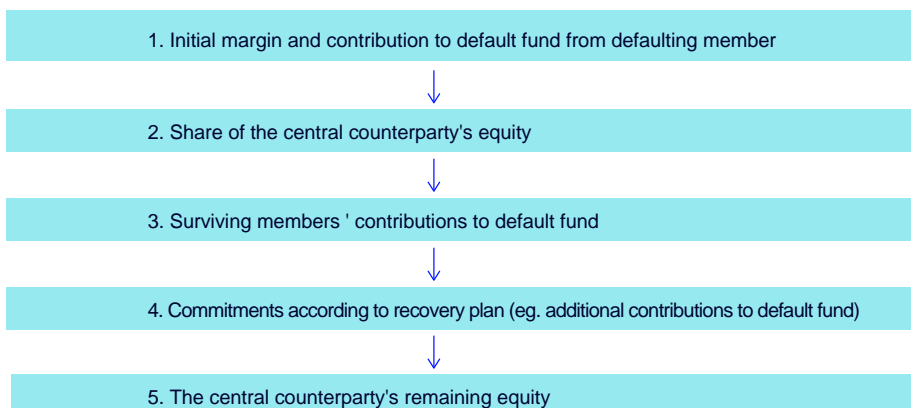 1. Initial margin and contribution to default fund from defaulting member
2. Share of the central counterparty's equity
3. Surviving members ' contributions to default fund
4. Commitments according to recovery plan (eg. additional contributions to default fund)
5. The central counterparty's remaining equity